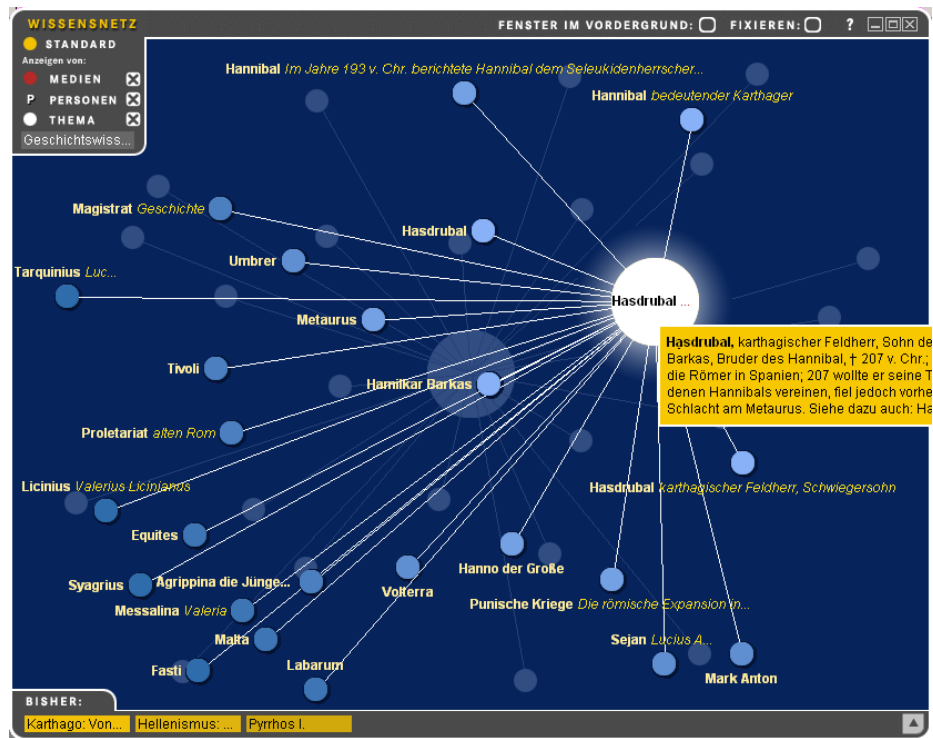 WISSENSNETZ
FENSTER IM VORDERGRUND:
FIXIEREN:
?
STANDARD
Anzeigen von:
MEDIEN
P PERSONEN
THEMA
Geschichtswiss...
Hannibal Im Jahre 193 v. Chr. berichtete Hannibal dem Seleukidenherrscher...
Hannibal bedeutender Karthager
Magistrat Geschichte
Hasdrubal
Umbrer
Tarquinius Luc...
Hasdrubal ...
Metaurus
Hasdrubal, karthagischer Feldherr, Sohn de
Barkas, Bruder des Hannibal, † 207 v. Chr.;
die Römer in Spanien; 207 wollte er seine T
denen Hannibals vereinen, fiel jedoch vorhe
Schlacht am Metaurus. Siehe dazu auch: Ha
Tivoli
Hamilkar Barkas
Proletariat alten Rom
Licinius Valerius Licinianus
Hasdrubal karthagischer Feldherr, Schwiegersohn
Equites
Hanno der Große
Syagrius
Agrippina die Jünge...
Volterra
Messalina Valeria
Punische Kriege Die römische Expansion in...
Malta
Sejan Lucius A...
Fasti
Labarum
Mark Anton
BISHER:
Karthago: Von...
Hellenismus: ...
Pyrrhos I.